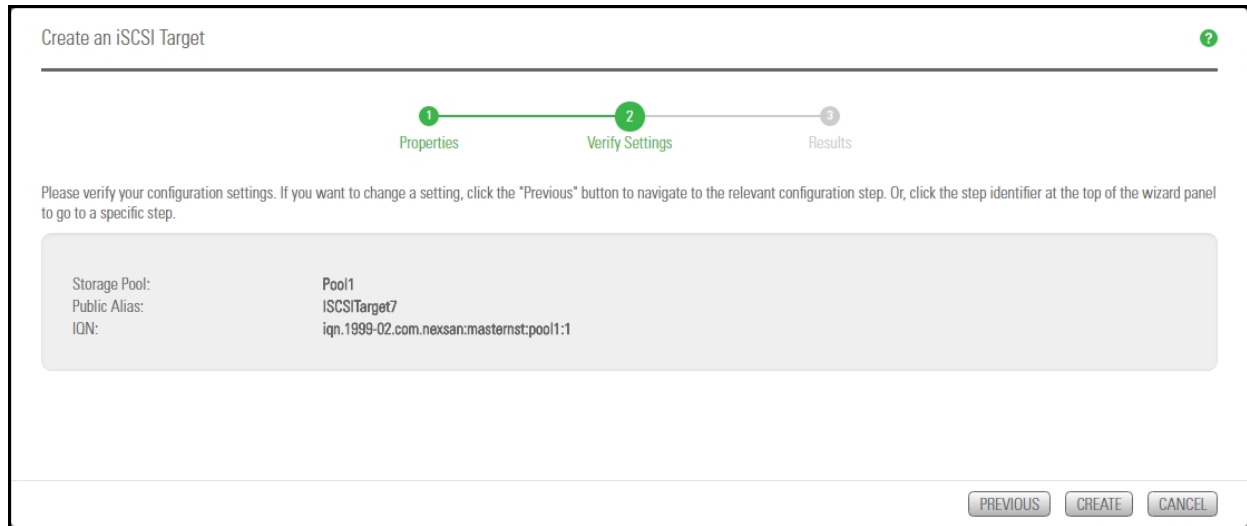 Create an iSCSI Target
?
1
2
3
Properties
Verify Settings
Results
Please verify your configuration settings. If you want to change a setting, click the "Previous" button to navigate to the relevant configuration step. Or, click the step identifier at the top of the wizard panel
to go to a specific step.
Storage Pool: Pool1
Public Alias: ISCSITarget7
IQN: iqn.1999-02.com.nexsan:masternst:pool1:1
PREVIOUS CREATE CANCEL